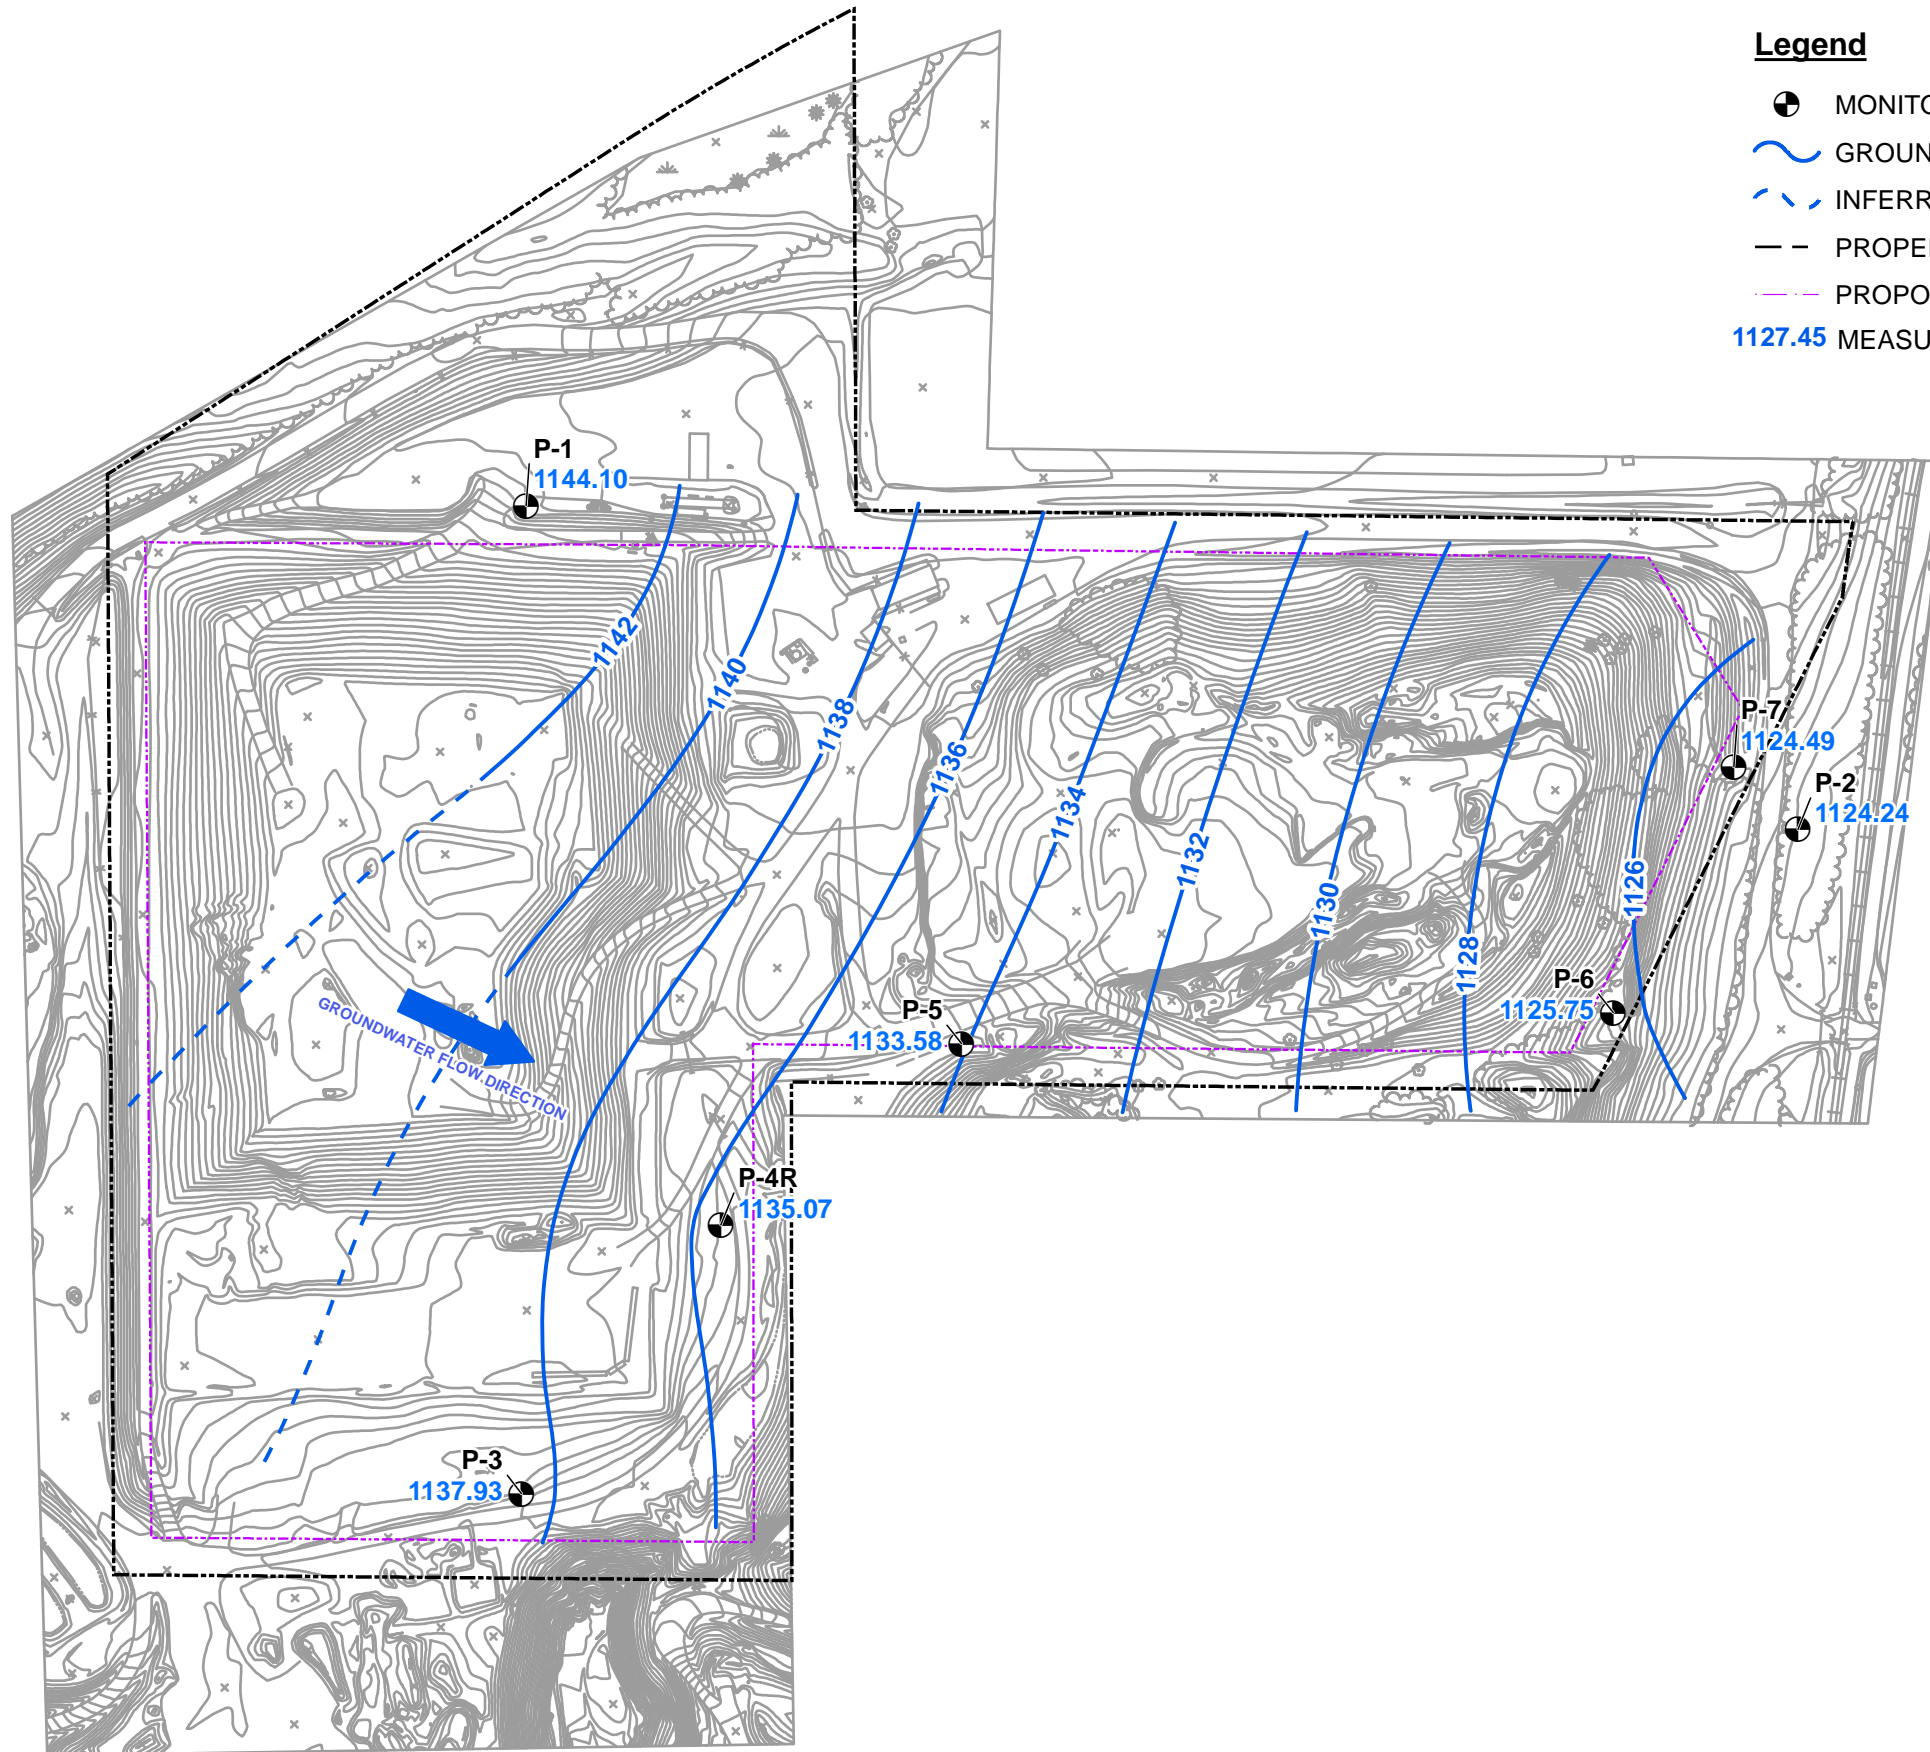 Legend
MONITO
GROUN
INFERR
PROPE
PROPO
1127.45 MEASU
P-1
1144.10
1142
1140
1138
1136
1134
1132
1130
1128
1126
P-7
1124.49
P-2
1124.24
P-6
1125.75
P-5
1133.58
GROUNDWATER FLOW DIRECTION
P-4R
1135.07
P-3
1137.93